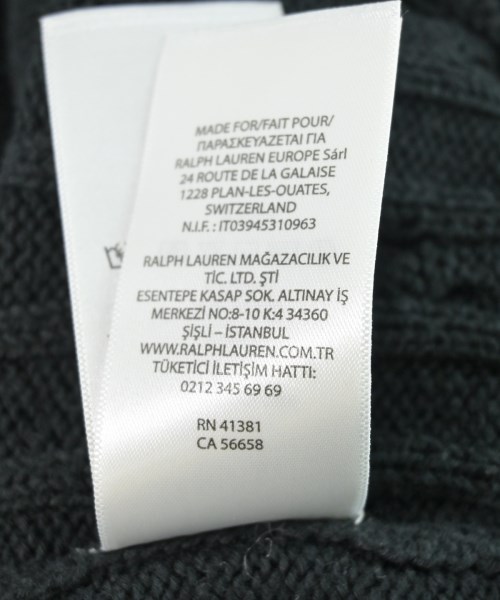 MADE FOR/FAIT POUR/
ΠΑΡΑΣΚΕΥΑΖΕΤΑΙ ΓΙΑ
RALPH LAUREN EUROPE Sárl
24 ROUTE DE LA GALAISE
1228 PLAN-LES-OUATES,
SWITZERLAND
N.I.F. : IT03945310963
RALPH LAUREN MAĞAZACILIK VE
TİC. LTD. ŞTİ
ESENTEPE KASAP SOK. ALTINAY İŞ
MERKEZİ NO:8-10 K:4 34360
ŞİŞLİ – İSTANBUL
WWW.RALPHLAUREN.COM.TR
TÜKETİCİ İLETİŞİM HATTI:
0212 345 69 69
RN 41381
CA 56658